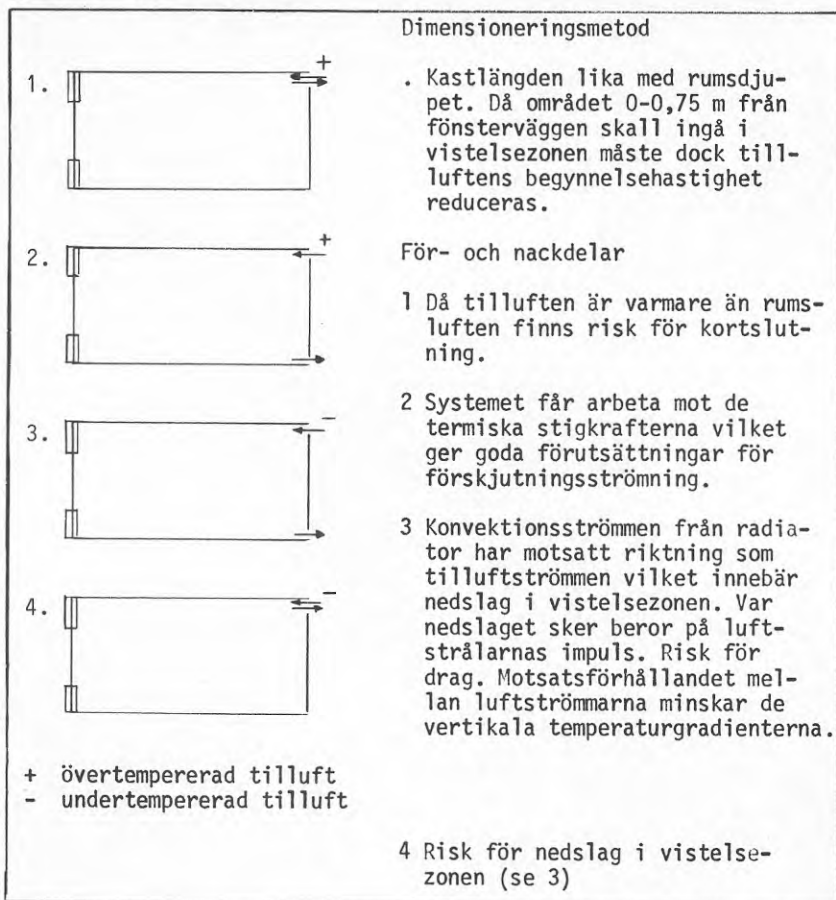 Dimensioneringsmetod
. Kastlängden lika med rumsdju-
pet. Då området 0-0,75 m från
fönsterväggen skall ingå i
vistelsezonen måste dock till-
luftens begynnelsehastighet
reduceras.
För- och nackdelar
1 Då tilluften är varmare än rums-
luften finns risk för kortslut-
ning.
2 Systemet får arbeta mot de
termiska stigkrafterna vilket
ger goda förutsättningar för
förskjutningsströmning.
3 Konvektionsströmmen från radia-
tor har motsatt riktning som
tilluftströmmen vilket innebär
nedslag i vistelsezonen. Var
nedslaget sker beror på luft-
strålarnas impuls. Risk för
drag. Motsatsförhållandet mel-
lan luftströmmarna minskar de
vertikala temperaturgradienterna.
4 Risk för nedslag i vistelse-
zonen (se 3)
1. +
2. +
3. -
4. -
+ övertempererad tilluft
- undertempererad tilluft